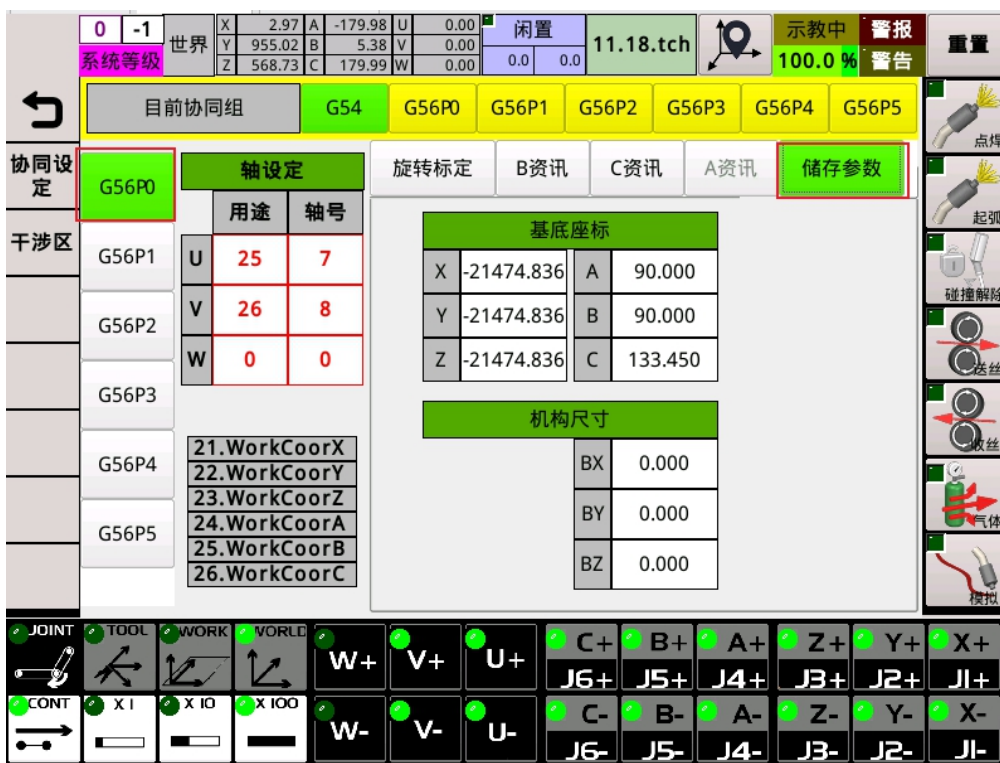 0 -1 世界 X 2.97 A -179.98 U 0.00 闲置 11.18.tch 示教中 警报 重置
Y 955.02 B 5.38 V 0.00
系统等级 Z 568.73 C 179.99 W 0.00 0.0 0.0 100.0 % 警告
目前协同组 G54 G56P0 G56P1 G56P2 G56P3 G56P4 G56P5
点焊
协同设定
G56P0 轴设定 旋转标定 B资讯 C资讯 A资讯 储存参数
用途 轴号 基底座标
起弧
干涉区
G56P1 U 25 7 X -21474.836 A 90.000
碰撞解除
G56P2 V 26 8 Y -21474.836 B 90.000
W 0 0 Z -21474.836 C 133.450
送丝
G56P3
机构尺寸
收丝
G56P4 21.WorkCoorX BX 0.000
22.WorkCoorY
23.WorkCoorZ
G56P5 24.WorkCoorA BY 0.000
气体
25.WorkCoorB
26.WorkCoorC BZ 0.000
模拟
JOINT TOOL WORK WORLD W+ V+ U+ C+ B+ A+ Z+ Y+ X+
J6+ J5+ J4+ J3+ J2+ J1+
CONT X 1 X 10 X 100 W- V- U- C- B- A- Z- Y- X-
J6- J5- J4- J3- J2- J1-